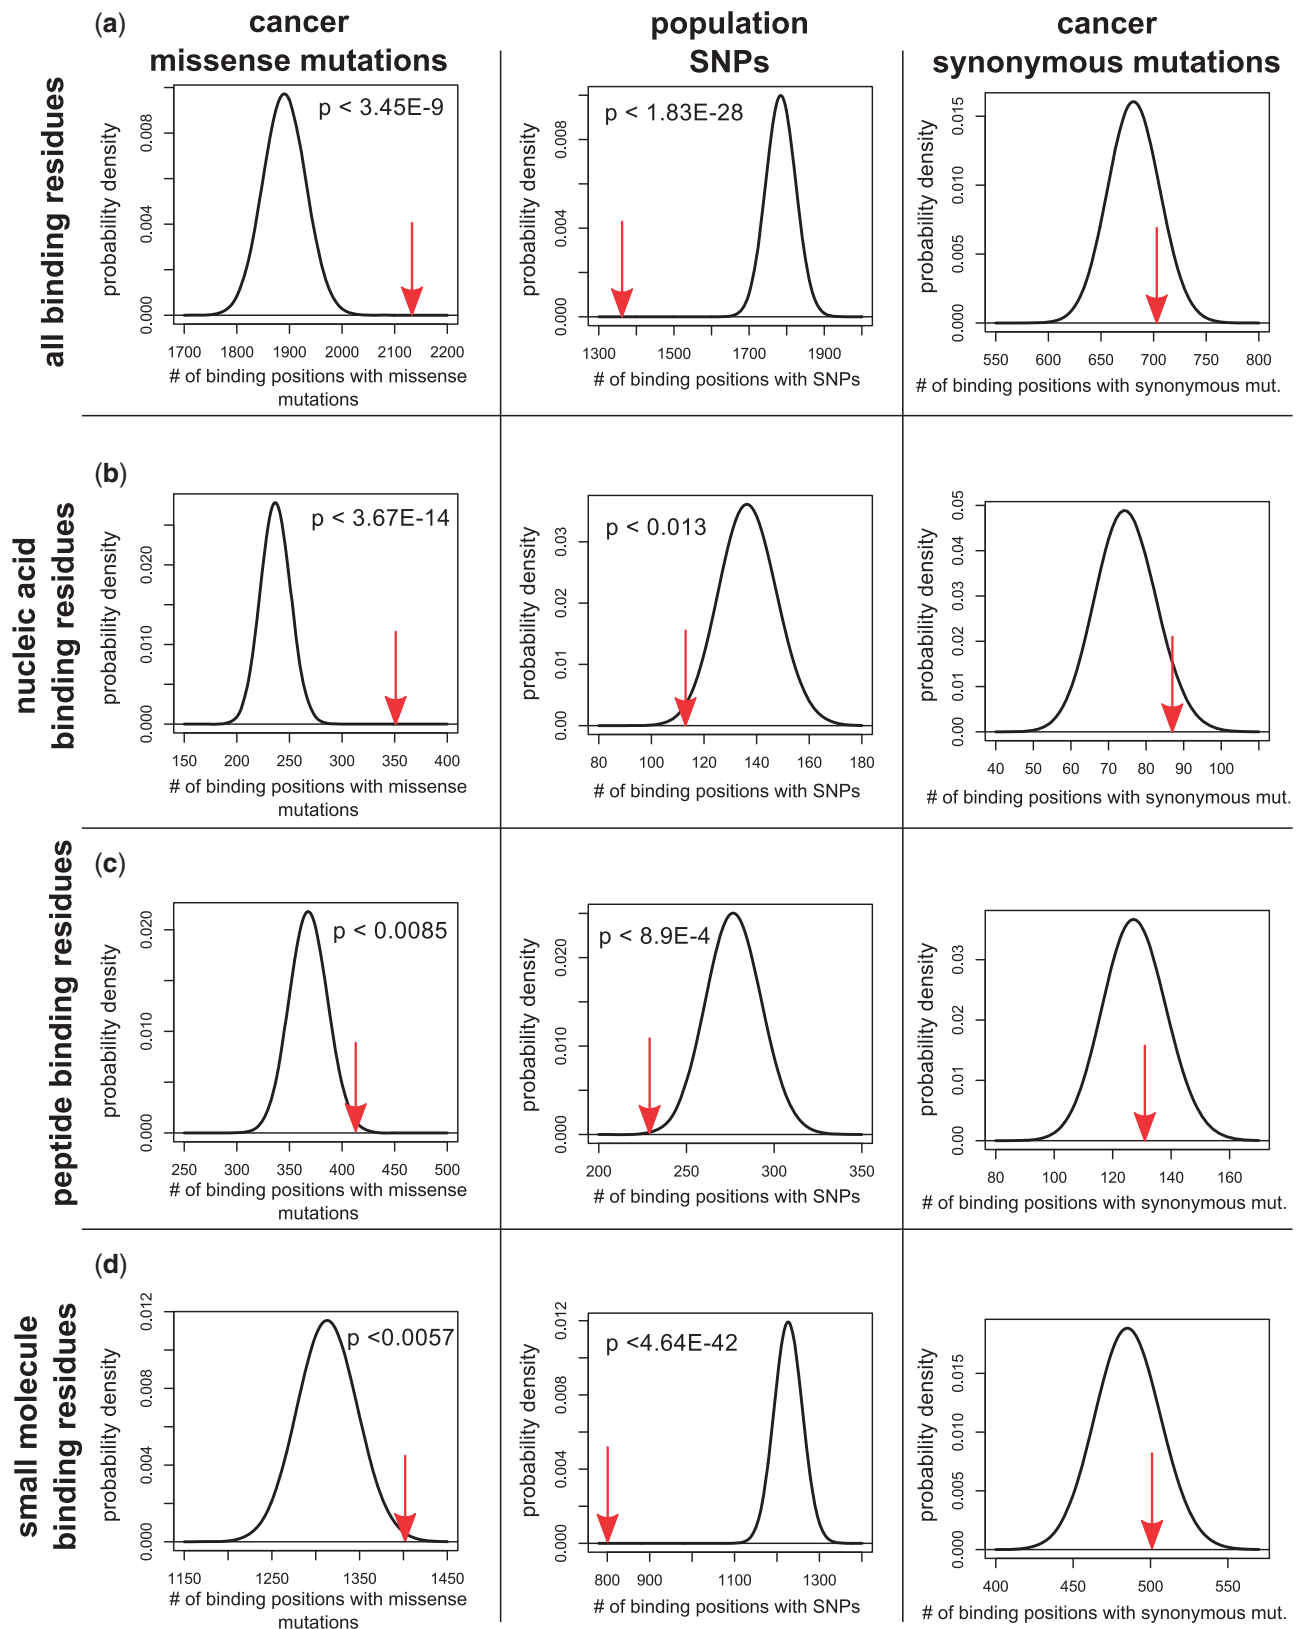 (a)
cancer
missense mutations
population
SNPs
cancer
synonymous mutations
all binding residues
probability density
0.000
0.004
0.008
p < 3.45E-9
1700 1800 1900 2000 2100 2200
# of binding positions with missense
mutations
probability density
0.000
0.004
0.008
p < 1.83E-28
1300 1500 1700 1900
# of binding positions with SNPs
probability density
0.000
0.005
0.010
0.015
550 600 650 700 750 800
# of binding positions with synonymous mut.
(b)
nucleic acid
binding residues
probability density
0.000
0.010
0.020
p < 3.67E-14
150 200 250 300 350 400
# of binding positions with missense
mutations
probability density
0.00
0.01
0.02
0.03
p < 0.013
80 100 120 140 160 180
# of binding positions with SNPs
probability density
0.00
0.01
0.02
0.03
0.04
0.05
40 50 60 70 80 90 100
# of binding positions with synonymous mut.
(c)
peptide binding residues
probability density
0.000
0.010
0.020
p < 0.0085
250 300 350 400 450 500
# of binding positions with missense
mutations
probability density
0.000
0.010
0.020
p < 8.9E-4
200 250 300 350
# of binding positions with SNPs
probability density
0.00
0.01
0.02
0.03
80 100 120 140 160
# of binding positions with synonymous mut.
(d)
small molecule
binding residues
probability density
0.000
0.004
0.008
0.012
p <0.0057
1150 1250 1350 1450
# of binding positions with missense
mutations
probability density
0.000
0.004
0.008
0.012
p <4.64E-42
800 900 1100 1300
# of binding positions with SNPs
probability density
0.000
0.005
0.010
0.015
400 450 500 550
# of binding positions with synonymous mut.